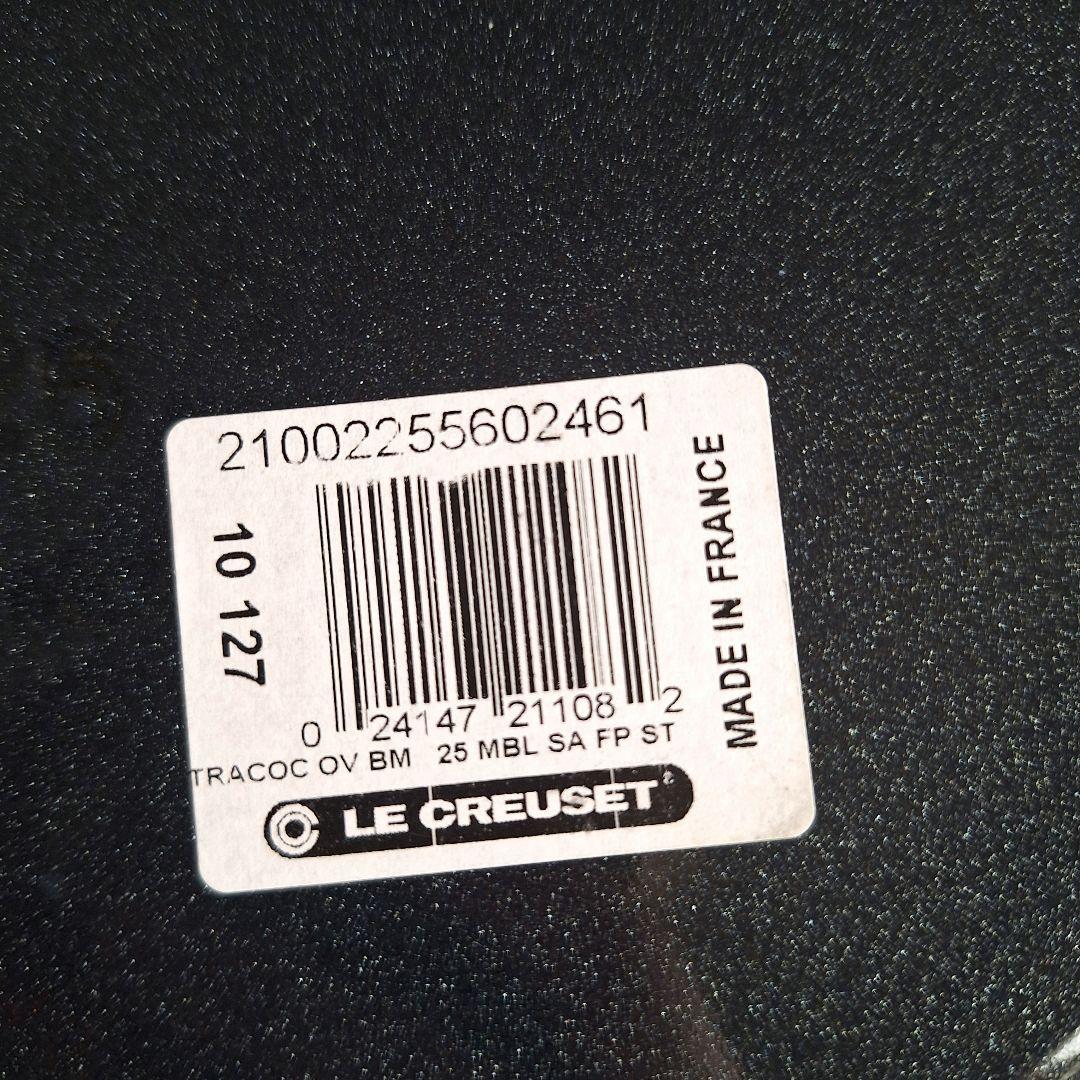 21002255602461
10 127
MADE IN FRANCE
0 24147 21108 2
TRACOC OV BM 25 MBL SA FP ST
LE CREUSET